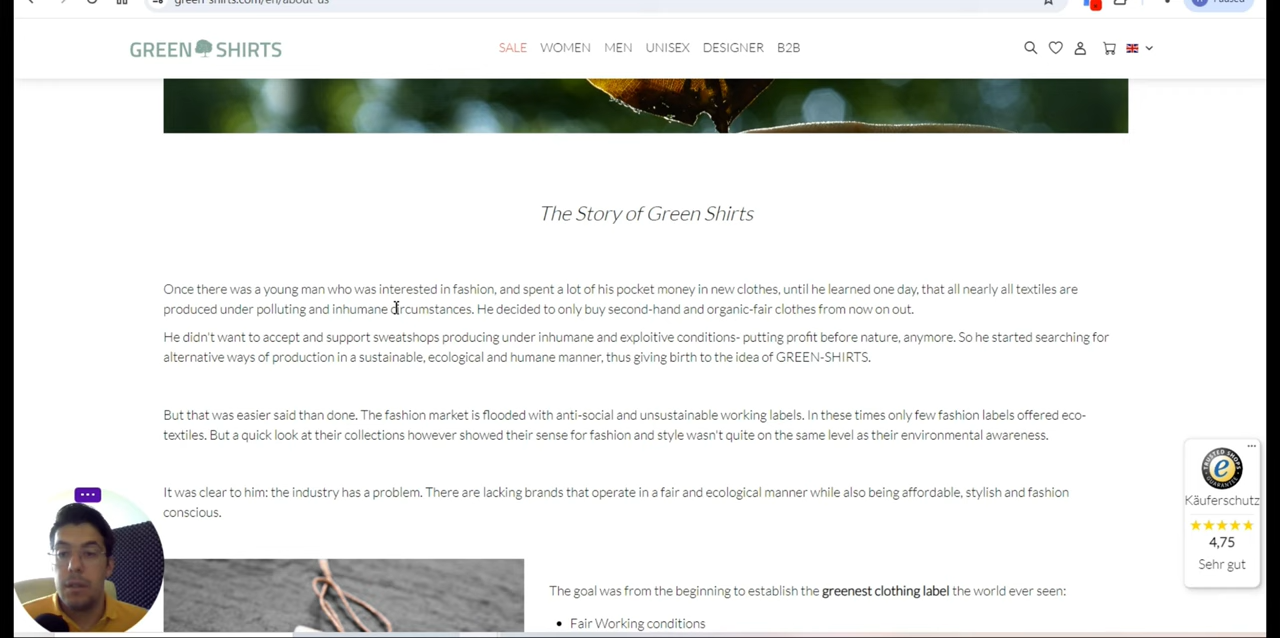 green-shirts.com/en/about-us
Paused
GREEN SHIRTS
SALE WOMEN MEN UNISEX DESIGNER B2B
The Story of Green Shirts
Once there was a young man who was interested in fashion, and spent a lot of his pocket money in new clothes, until he learned one day, that all nearly all textiles are
produced under polluting and inhumane circumstances. He decided to only buy second-hand and organic-fair clothes from now on out.
He didn't want to accept and support sweatshops producing under inhumane and exploitive conditions- putting profit before nature, anymore. So he started searching for
alternative ways of production in a sustainable, ecological and humane manner, thus giving birth to the idea of GREEN-SHIRTS.
But that was easier said than done. The fashion market is flooded with anti-social and unsustainable working labels. In these times only few fashion labels offered eco-
textiles. But a quick look at their collections however showed their sense for fashion and style wasn't quite on the same level as their environmental awareness.
It was clear to him: the industry has a problem. There are lacking brands that operate in a fair and ecological manner while also being affordable, stylish and fashion
conscious.
TRUSTED SHOPS
GUARANTEE
Käuferschutz
4,75
Sehr gut
The goal was from the beginning to establish the greenest clothing label the world ever seen:
• Fair Working conditions